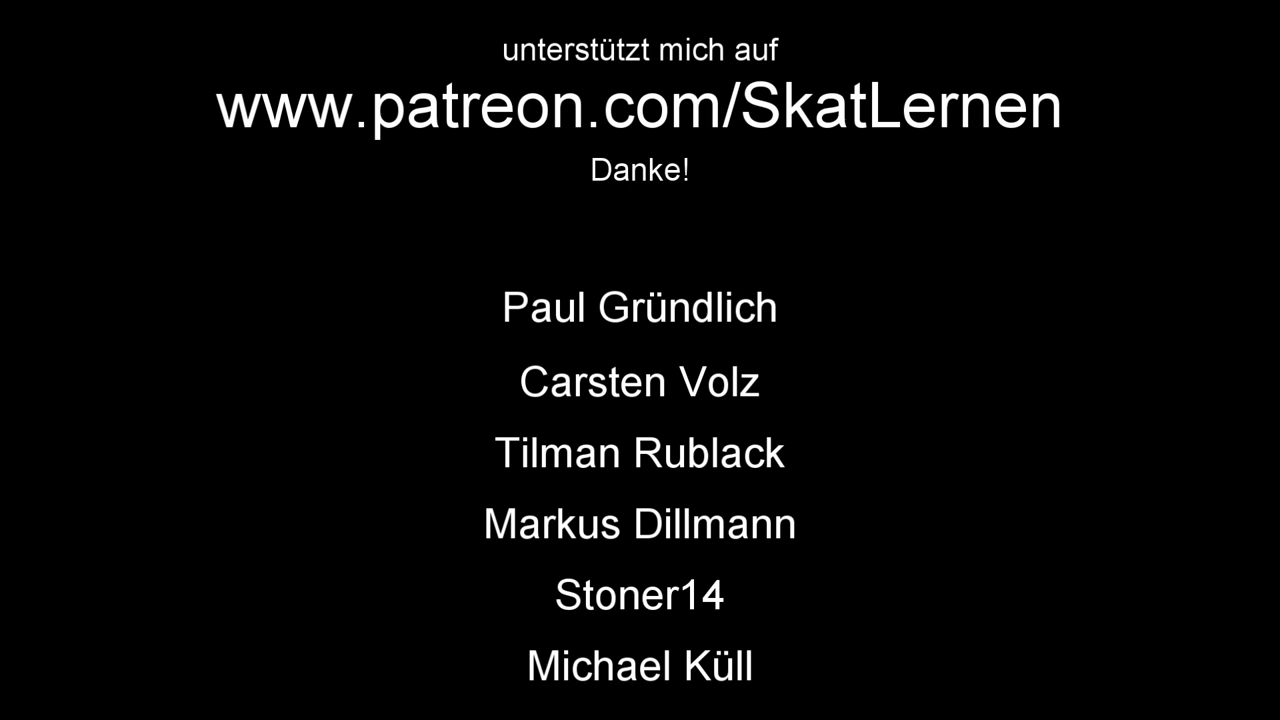 unterstützt mich auf
www.patreon.com/SkatLernen
Danke!
Paul Gründlich
Carsten Volz
Tilman Rublack
Markus Dillmann
Stoner14
Michael Küll